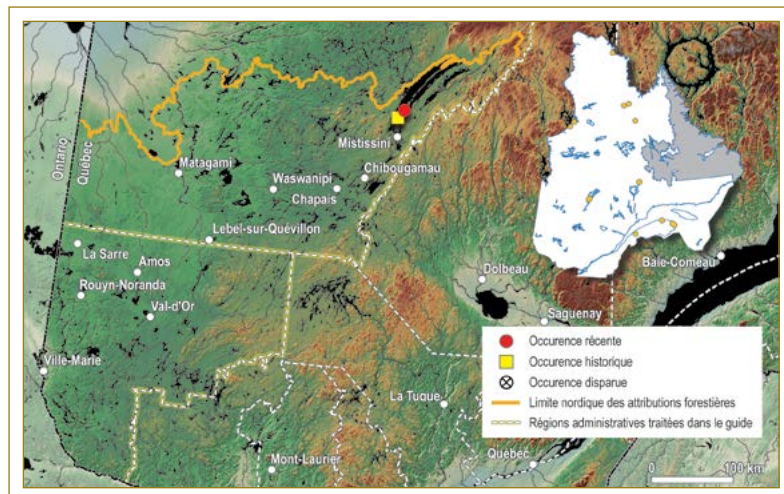 Ontario
Québec
Mistissini
Matagami
Chibougamau
Waswanipi
Chapais
Lebel-sur-Quévillon
La Sarre
Amos
Rouyn-Noranda
Val-d'Or
Dolbeau
Baie-Comeau
Saguenay
Ville-Marie
La Tuque
Mont-Laurier
Québec
Occurence récente
Occurence historique
Occurence disparue
Limite nordique des attributions forestières
Régions administratives traitées dans le guide
0 100 km